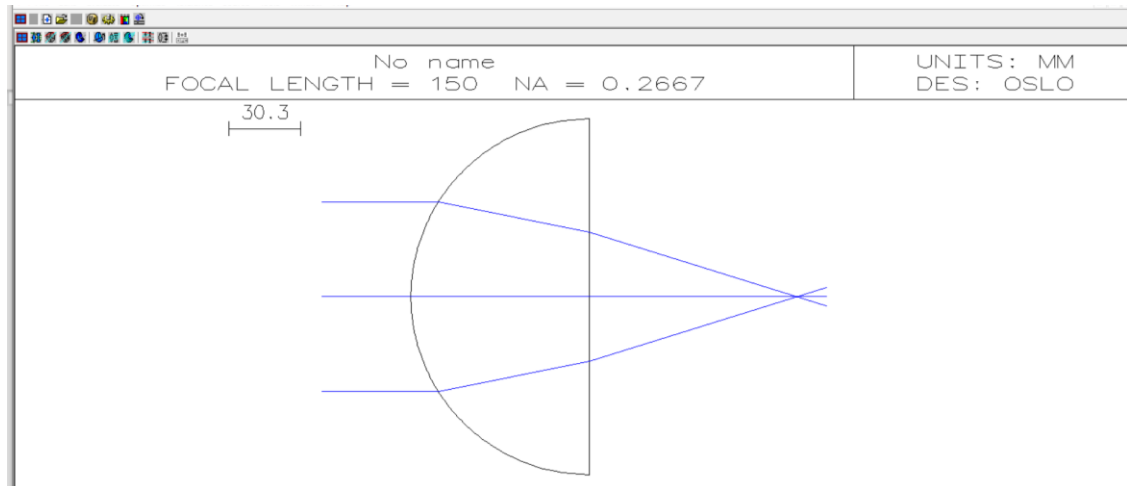 No name
FOCAL LENGTH = 150 NA = 0.2667
UNITS: MM
DES: OSLO
30.3